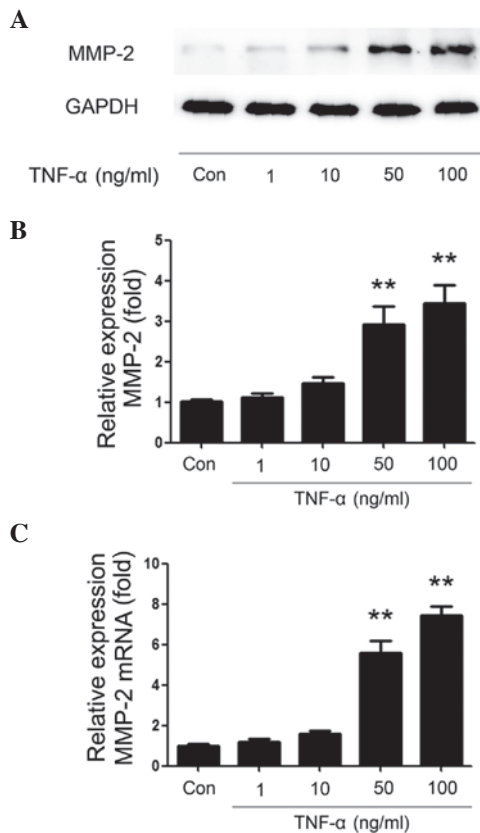 A
MMP-2
GAPDH
TNF-α (ng/ml) Con 1 10 50 100
B
Relative expression
MMP-2 (fold)
5
4
3
2
1
0
** **
Con 1 10 50 100
TNF-α (ng/ml)
C
Relative expression
MMP-2 mRNA (fold)
10
8
6
4
2
0
** **
Con 1 10 50 100
TNF-α (ng/ml)